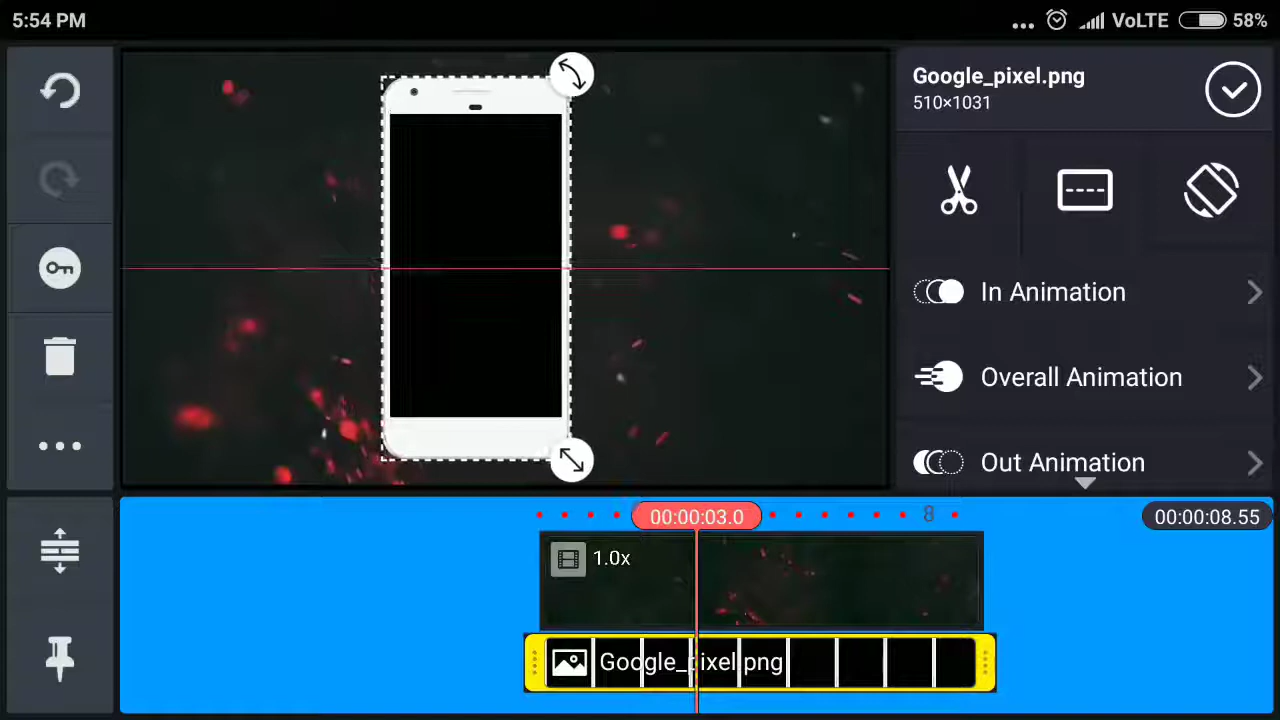 5:54 PM
VoLTE 58%
Google_pixel.png
510×1031
In Animation
Overall Animation
Out Animation
00:00:03.0
8
00:00:08.55
1.0x
Google_pixel.png